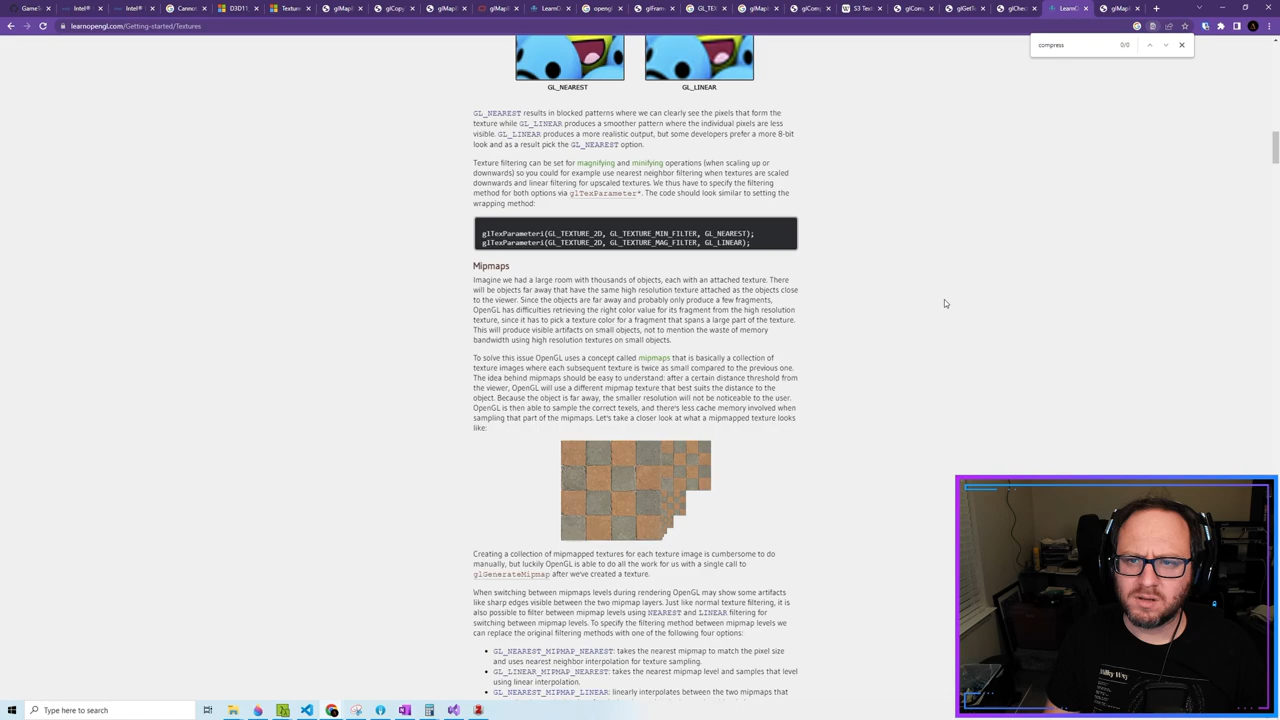 GameT
Intel®
Intel®
Cannot
D3D11
Texture
glMapl
glCopy
glMapl
glMapl
LearnO
opengl
glFram
GL_TE
glMapl
glComp
S3 Tex
glCom
glGetT
glChec
LearnO
glMapl
learnopengl.com/Getting-started/Textures
compress
0/0
GL_NEAREST GL_LINEAR
GL_NEAREST results in blocked patterns where we can clearly see the pixels that form the
texture while GL_LINEAR produces a smoother pattern where the individual pixels are less
visible. GL_LINEAR produces a more realistic output, but some developers prefer a more 8-bit
look and as a result pick the GL_NEAREST option.
Texture filtering can be set for magnifying and minifying operations (when scaling up or
downwards) so you could for example use nearest neighbor filtering when textures are scaled
downwards and linear filtering for upscaled textures. We thus have to specify the filtering
method for both options via glTexParameter*. The code should look similar to setting the
wrapping method:
glTexParameteri(GL_TEXTURE_2D, GL_TEXTURE_MIN_FILTER, GL_NEAREST);
glTexParameteri(GL_TEXTURE_2D, GL_TEXTURE_MAG_FILTER, GL_LINEAR);
Mipmaps
Imagine we had a large room with thousands of objects, each with an attached texture. There
will be objects far away that have the same high resolution texture attached as the objects close
to the viewer. Since the objects are far away and probably only produce a few fragments,
OpenGL has difficulties retrieving the right color value for its fragment from the high resolution
texture, since it has to pick a texture color for a fragment that spans a large part of the texture.
This will produce visible artifacts on small objects, not to mention the waste of memory
bandwidth using high resolution textures on small objects.
To solve this issue OpenGL uses a concept called mipmaps that is basically a collection of
texture images where each subsequent texture is twice as small compared to the previous one.
The idea behind mipmaps should be easy to understand: after a certain distance threshold from
the viewer, OpenGL will use a different mipmap texture that best suits the distance to the
object. Because the object is far away, the smaller resolution will not be noticeable to the user.
OpenGL is then able to sample the correct texels, and there's less cache memory involved when
sampling that part of the mipmaps. Let's take a closer look at what a mipmapped texture looks
like:
Creating a collection of mipmapped textures for each texture image is cumbersome to do
manually, but luckily OpenGL is able to do all the work for us with a single call to
glGenerateMipmap after we've created a texture.
When switching between mipmaps levels during rendering OpenGL may show some artifacts
like sharp edges visible between the two mipmap layers. Just like normal texture filtering, it is
also possible to filter between mipmap levels using NEAREST and LINEAR filtering for
switching between mipmap levels. To specify the filtering method between mipmap levels we
can replace the original filtering methods with one of the following four options:
GL_NEAREST_MIPMAP_NEAREST: takes the nearest mipmap to match the pixel size
and uses nearest neighbor interpolation for texture sampling.
GL_LINEAR_MIPMAP_NEAREST: takes the nearest mipmap level and samples that level
using linear interpolation.
GL_NEAREST_MIPMAP_LINEAR: linearly interpolates between the two mipmaps that
Milky Way
Type here to search